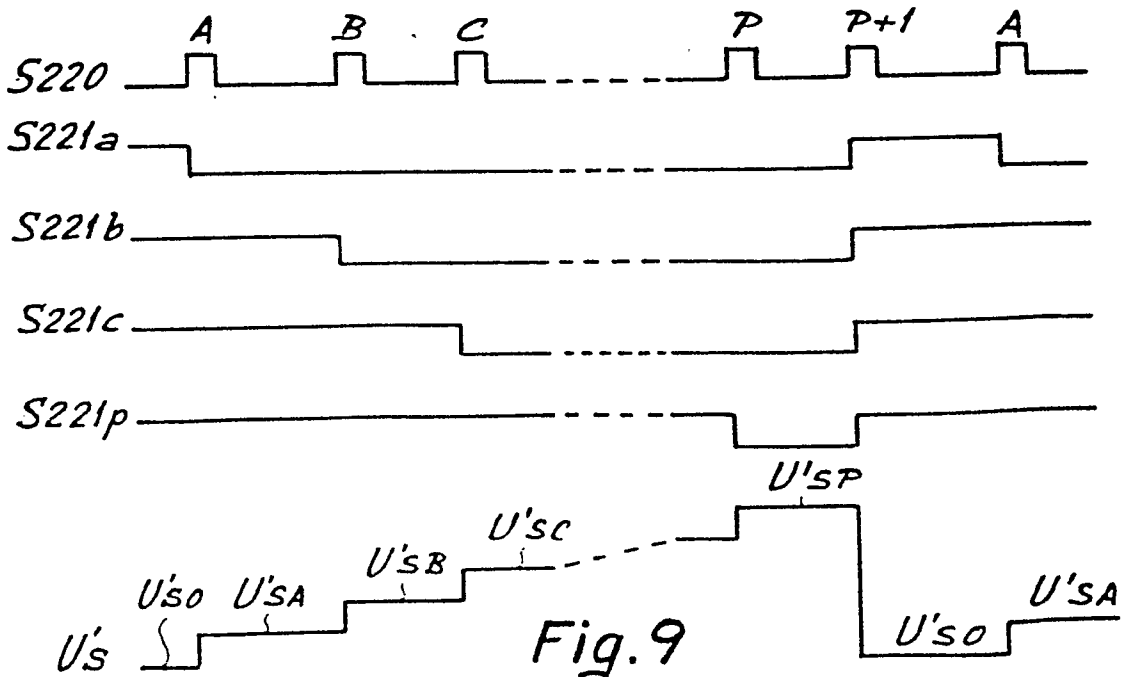 A B C P P+1 A
S220
S221a
S221b
S221c
S221p
U'SP
U'SC
U'SB
U'SO U'SA U'SA
U'S Fig. 9 U'SO